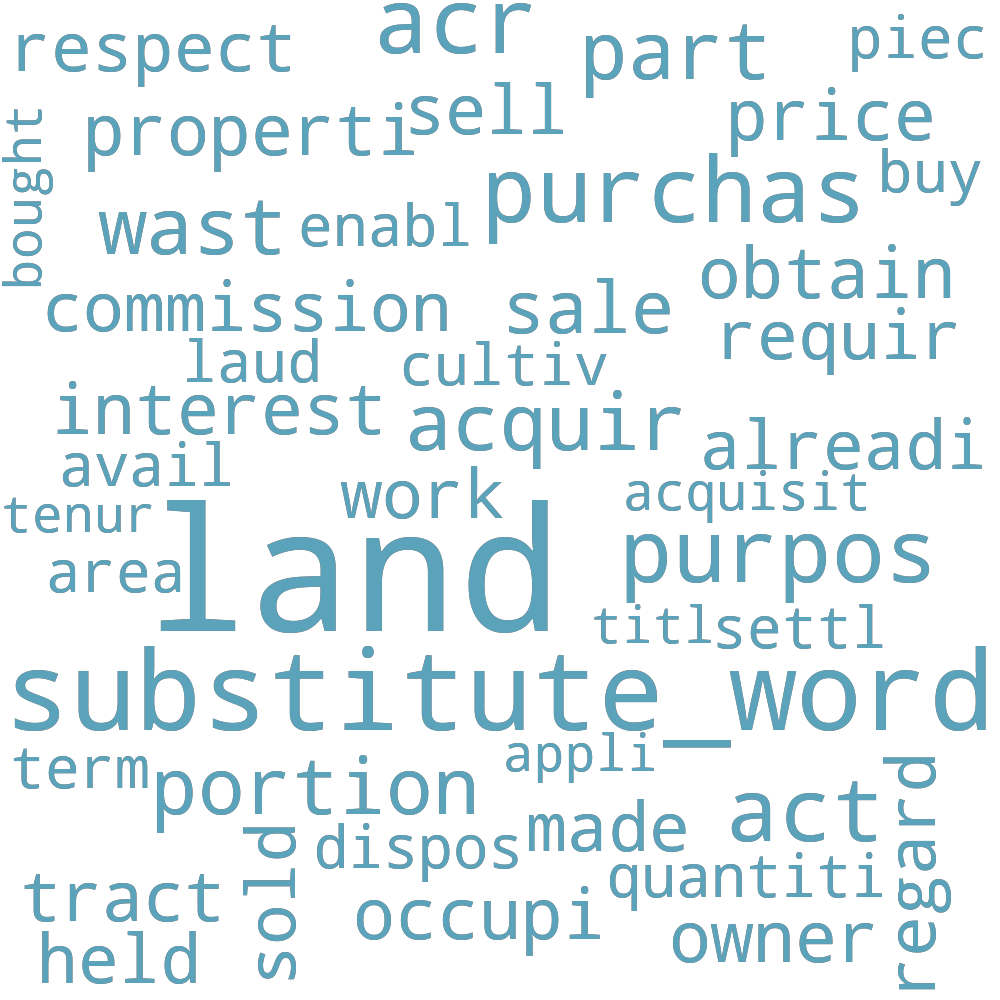 respect
acr
part
piec
bought
properti
sell
price
purchas
buy
wast
enabl
obtain
commission
sale
requir
laud
cultiv
interest
acquir
alreadi
avail
work
acquisit
tenur
land
purpos
area
titl
settl
substitute_word
term
appli
portion
act
regard
sold
dispos
made
quantiti
tract
occupi
owner
held